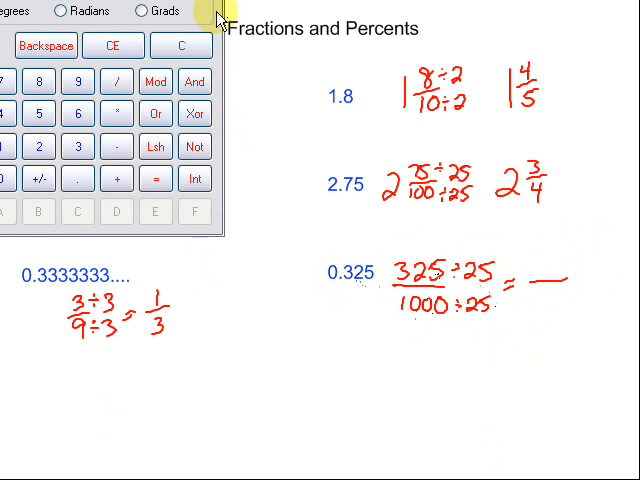 egrees Radians Grads
Fractions and Percents
Backspace CE C
7 8 9 / Mod And
4 5 6 * Or Xor
1 2 3 - Lsh Not
0 +/- . + = Int
A B C D E F
1.8 1 8÷2/10÷2 1 4/5
2.75 2 75÷25/100÷25 2 3/4
0.3333333....
3÷3/9÷3 = 1/3
0.325 325÷25/1000÷25 =